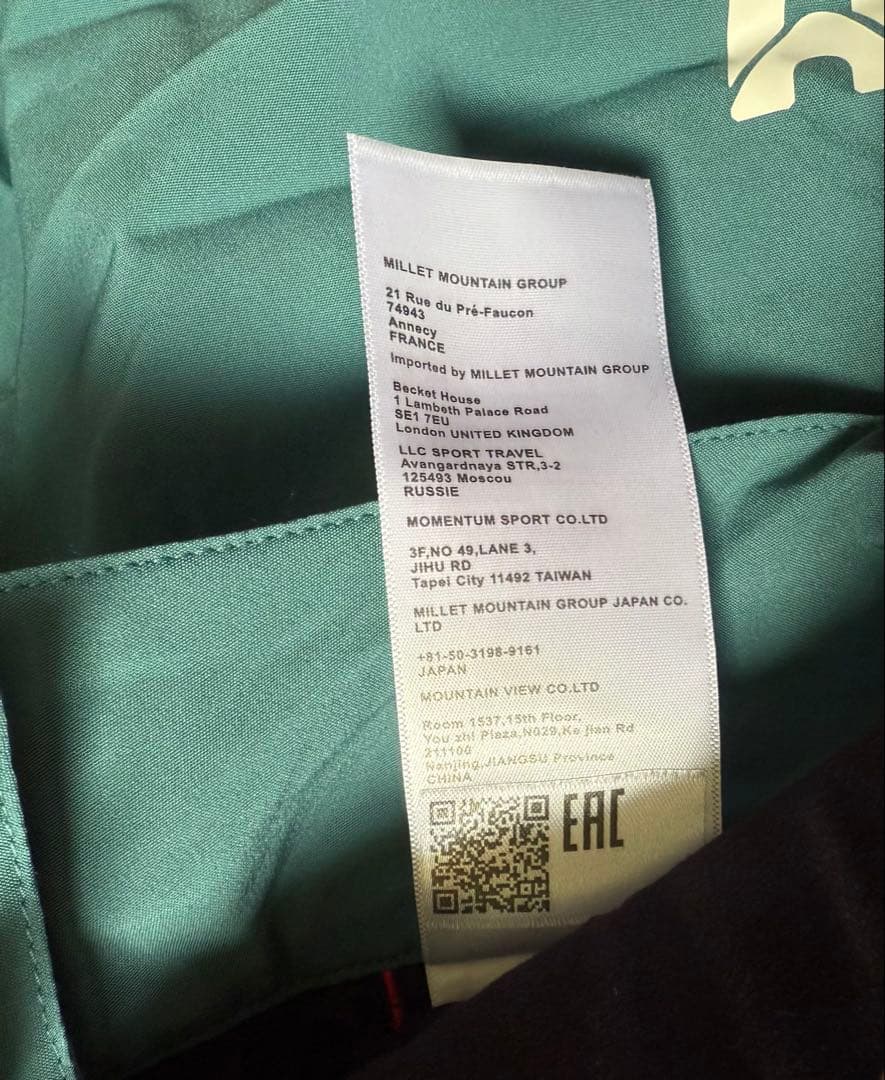 MILLET MOUNTAIN GROUP
21 Rue du Pré-Faucon
74943
Annecy
FRANCE
Imported by MILLET MOUNTAIN GROUP
Becket House
1 Lambeth Palace Road
SE1 7EU
London UNITED KINGDOM
LLC SPORT TRAVEL
Avangardnaya STR,3-2
125493 Moscou
RUSSIE
MOMENTUM SPORT CO.LTD
3F,NO 49,LANE 3,
JIHU RD
Tapei City 11492 TAIWAN
MILLET MOUNTAIN GROUP JAPAN CO.
LTD
+81-50-3198-9161
JAPAN
MOUNTAIN VIEW CO.LTD
Room 1537,15th Floor,
You zhi Plaza,N029,Ke jian Rd
211100
Nanjing,JIANGSU Province
CHINA
EAC